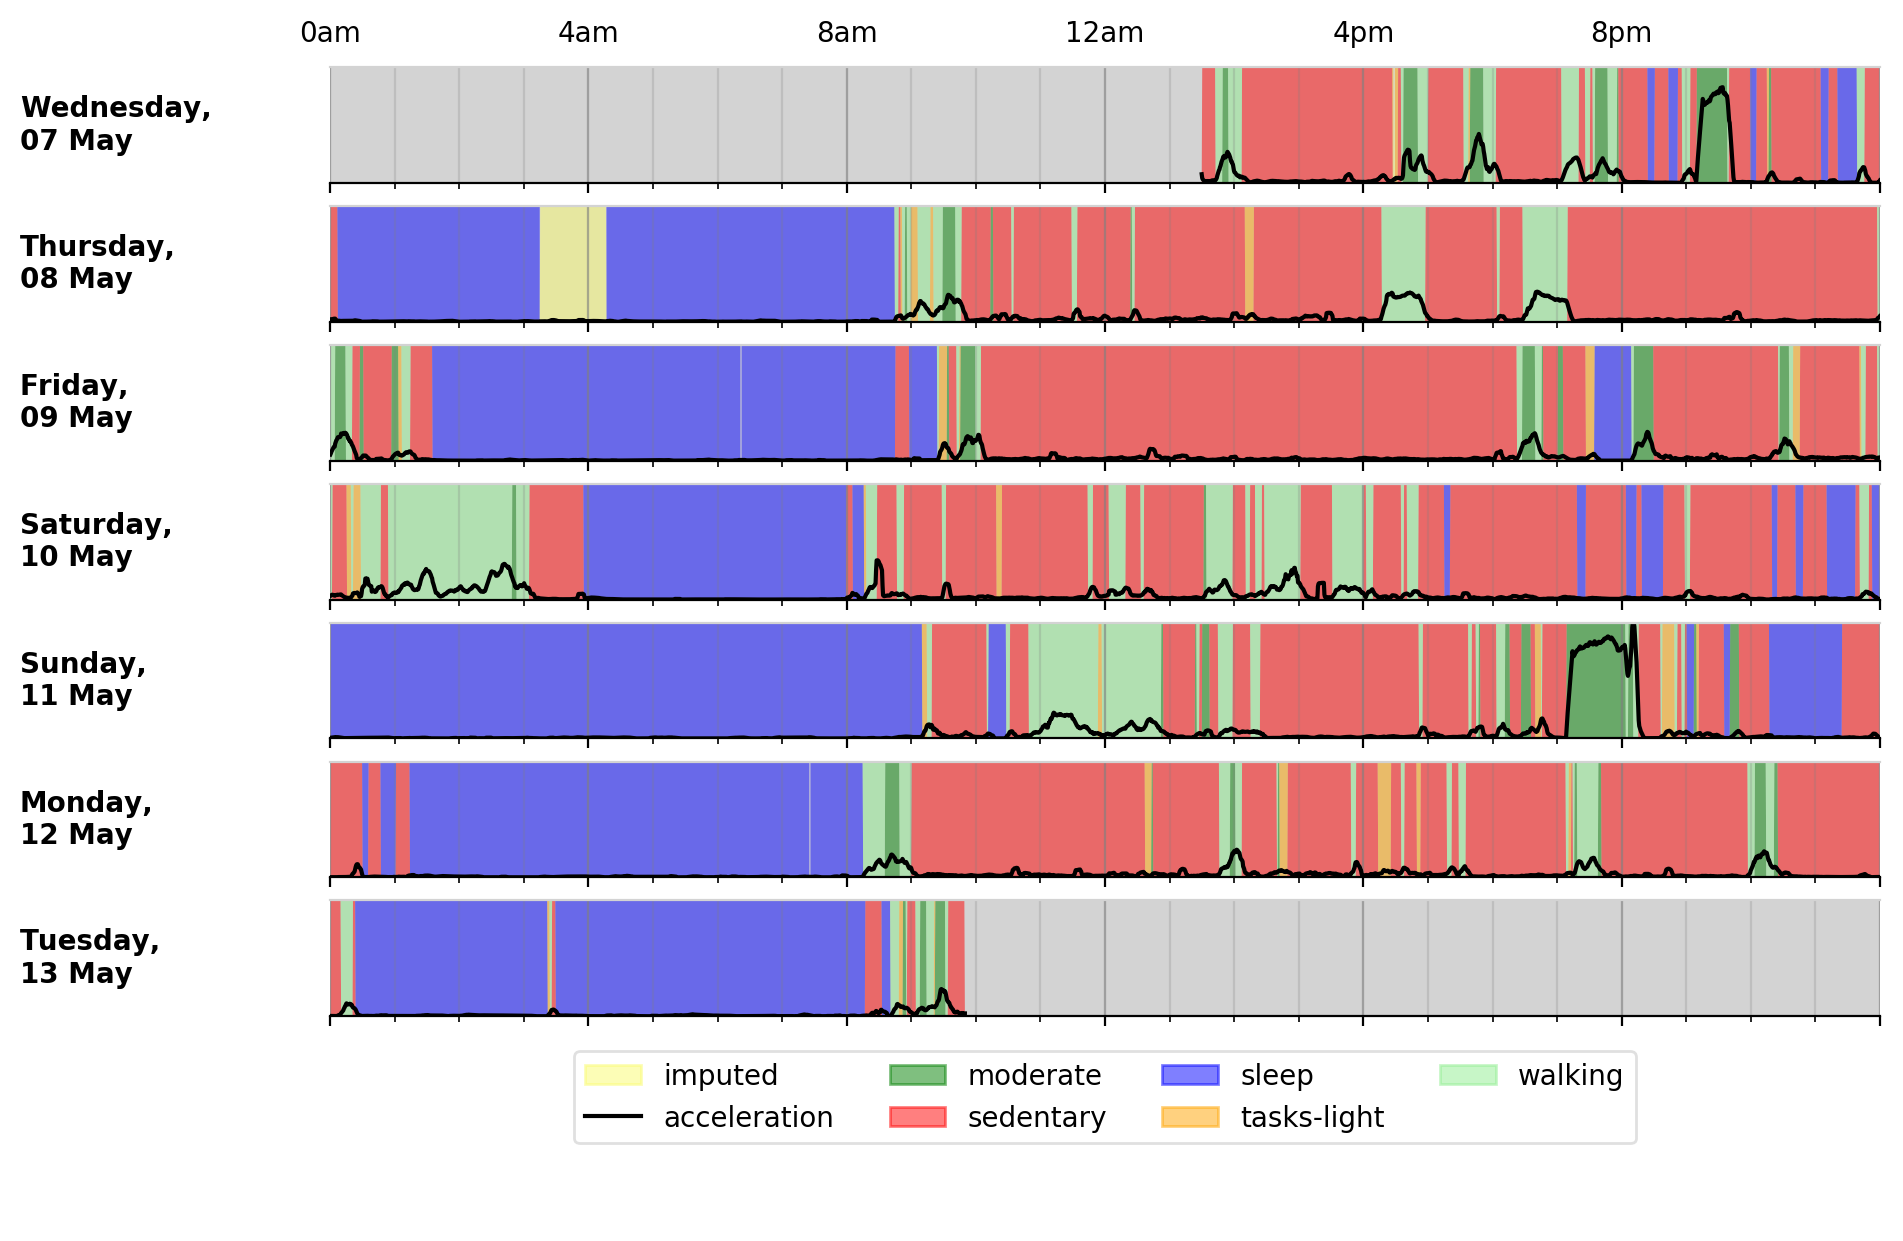 0am 4am 8am 12am 4pm 8pm
Wednesday,
07 May
Thursday,
08 May
Friday,
09 May
Saturday,
10 May
Sunday,
11 May
Monday,
12 May
Tuesday,
13 May
imputed moderate sleep walking
acceleration sedentary tasks-light